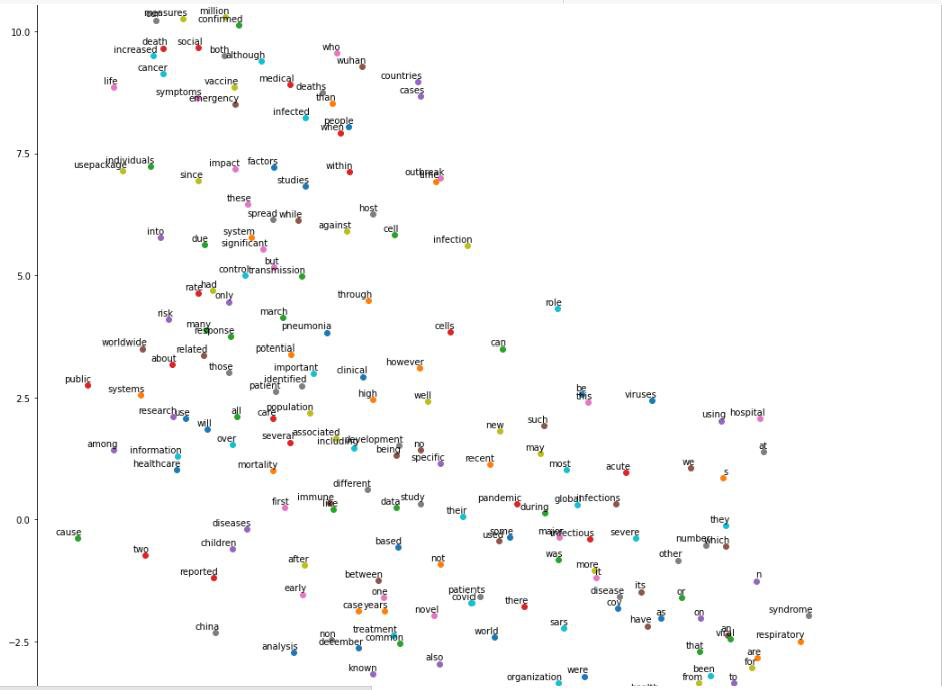 measures
million
confirmed
10.0
death
social
increased
both
although
who
wuhan
cancer
life
vaccine
medical
deaths
countries
symptoms
emergency
than
cases
infected
people
when
7.5
individuals
usepackage
impact
factors
within
outbreak
time
since
studies
these
spread
while
host
against
cell
into
due
system
significant
infection
but
5.0
control
transmission
rate
had
only
through
role
risk
march
many
response
pneumonia
cells
worldwide
related
potential
can
about
those
important
clinical
however
public
identified
patient
systems
2.5
high
well
be
this
viruses
research
use
all
care
population
using
hospital
will
new
such
among
over
several
associated
including
development
being
no
information
may
at
healthcare
mortality
specific
recent
most
acute
we
s
different
first
immune
like
data
study
pandemic
during
global
infections
0.0
their
they
cause
diseases
children
two
based
used
some
major
infectious
severe
number
which
after
not
was
other
reported
between
more
it
n
early
one
patients
covid
disease
its
or
case
years
novel
there
cov
as
on
syndrome
china
non
december
treatment
common
world
sars
have
an
viral
respiratory
−2.5
analysis
that
are
for
known
also
organization
were
been
from
to
health